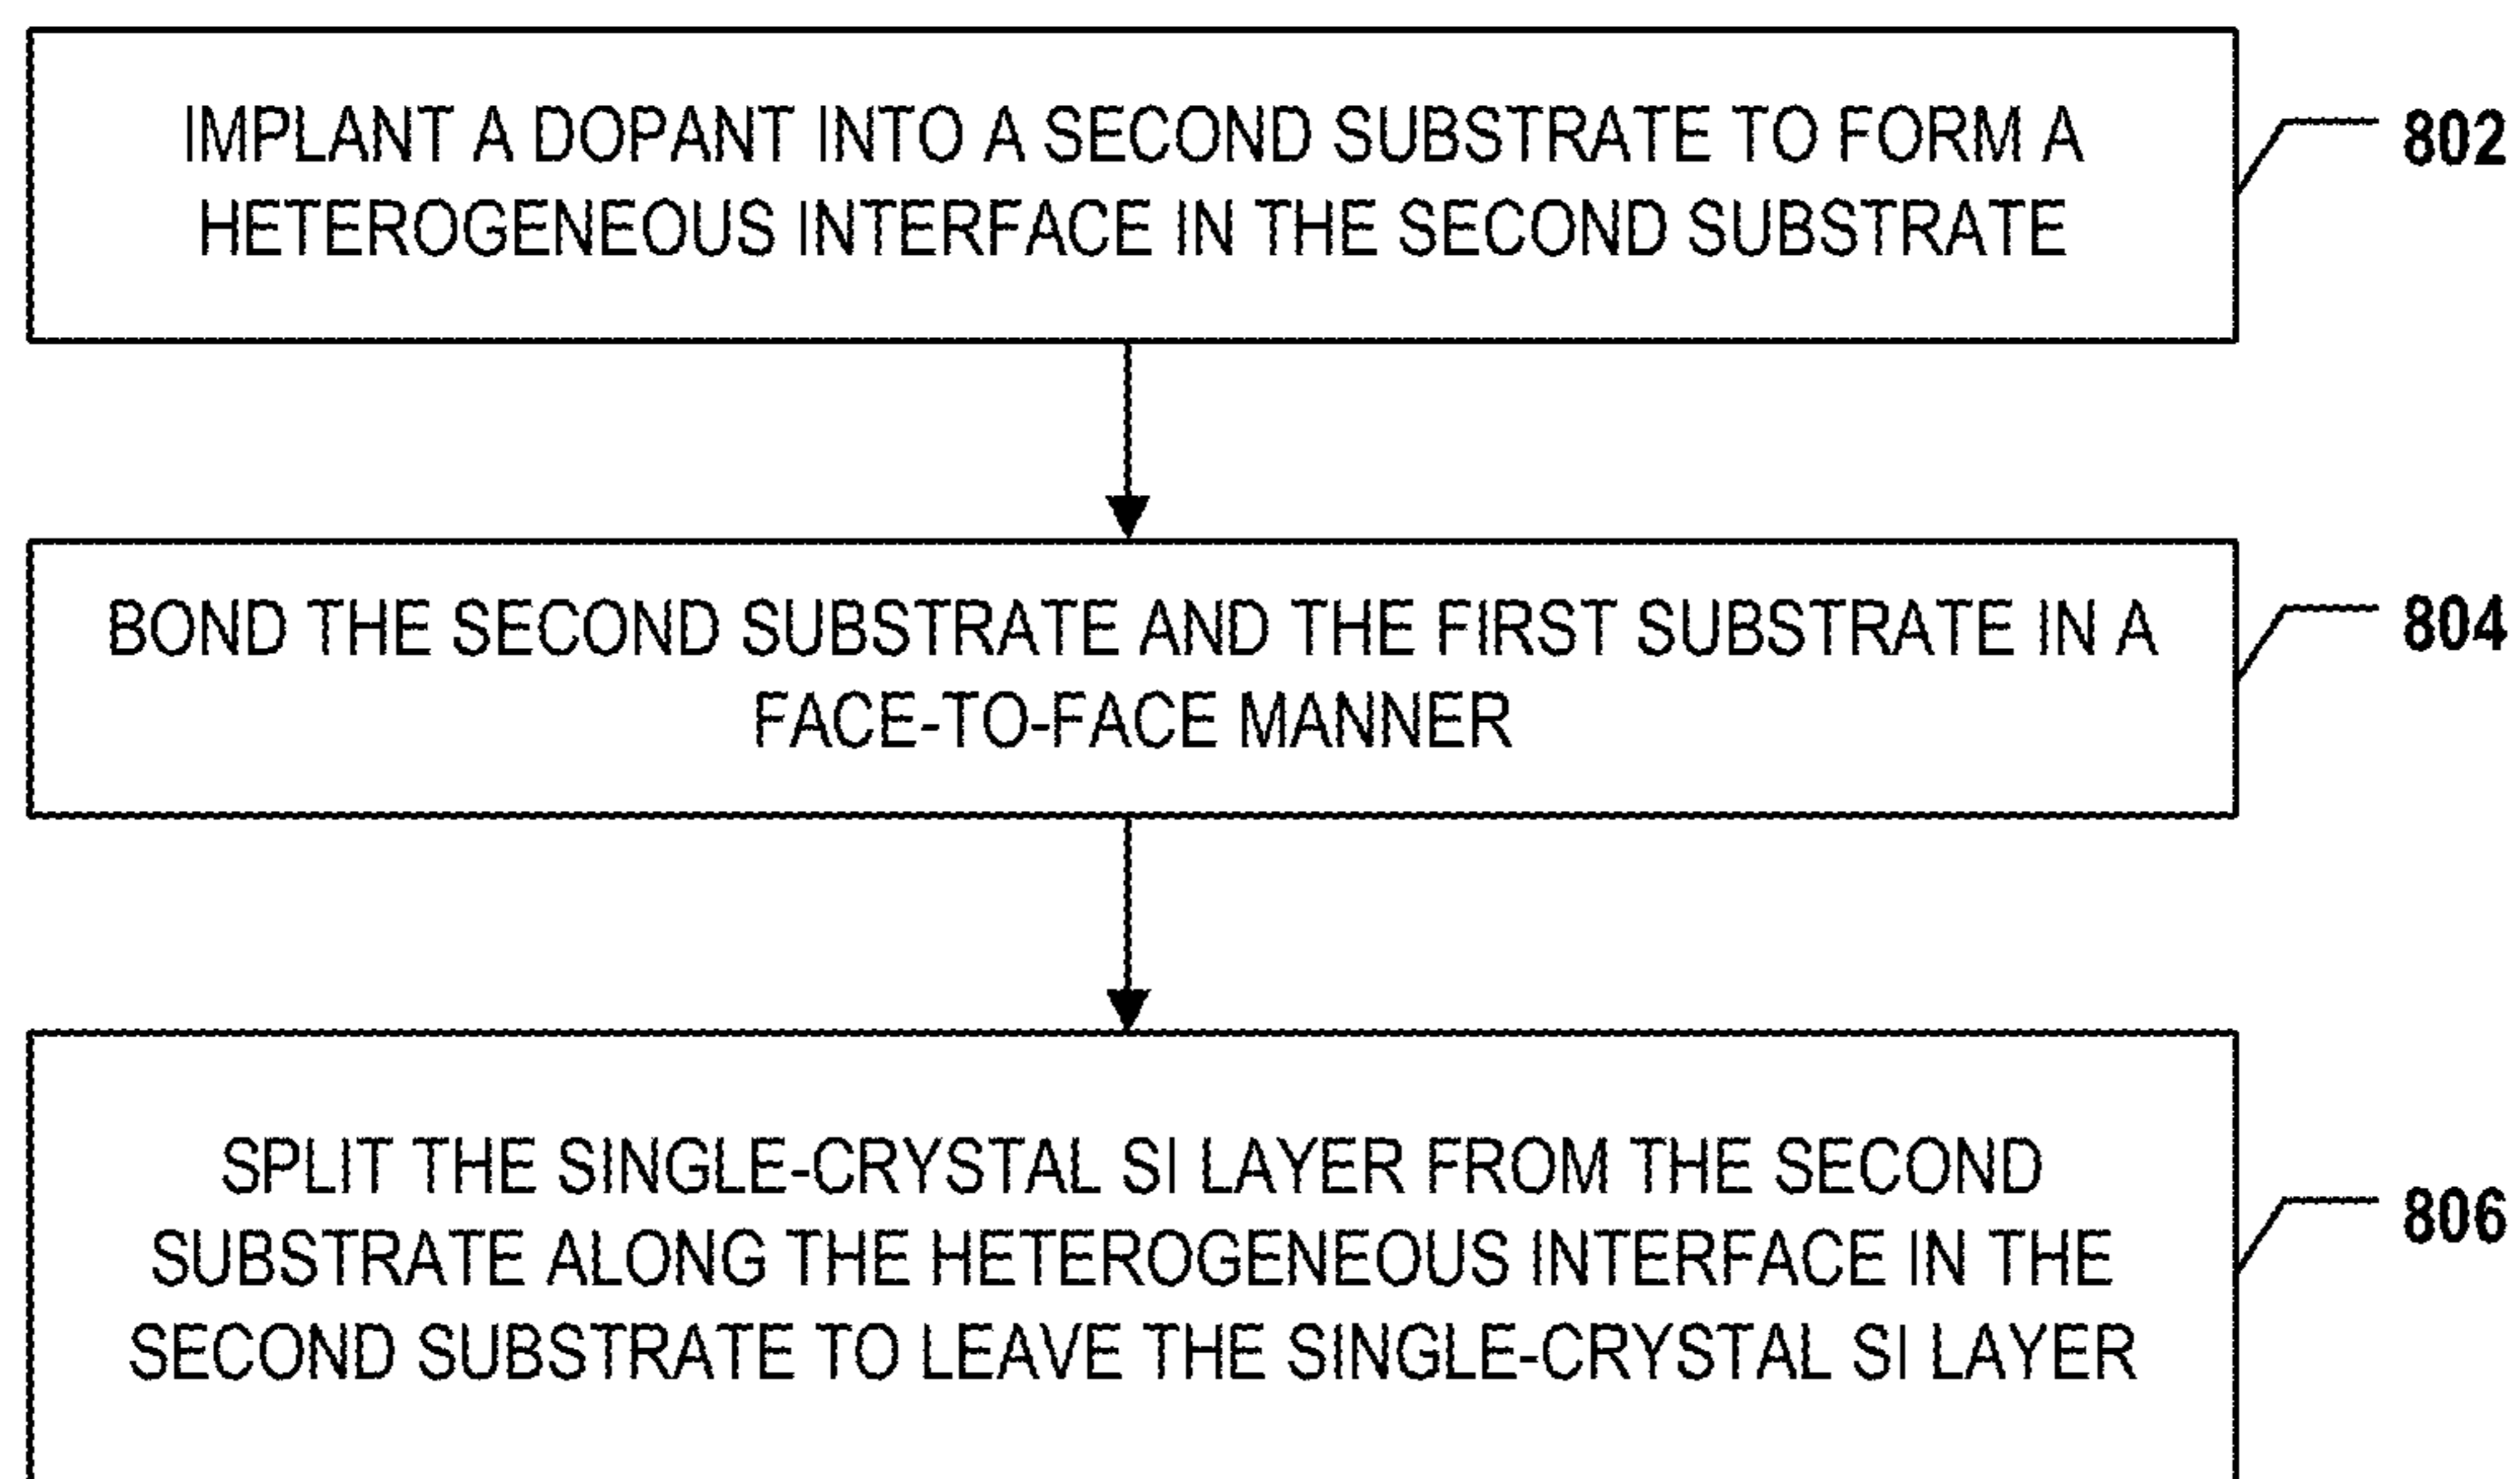 IMPLANT A DOPANT INTO A SECOND SUBSTRATE TO FORM A
HETEROGENEOUS INTERFACE IN THE SECOND SUBSTRATE
802
BOND THE SECOND SUBSTRATE AND THE FIRST SUBSTRATE IN A
FACE-TO-FACE MANNER
804
SPLIT THE SINGLE-CRYSTAL SI LAYER FROM THE SECOND
SUBSTRATE ALONG THE HETEROGENEOUS INTERFACE IN THE
SECOND SUBSTRATE TO LEAVE THE SINGLE-CRYSTAL SI LAYER
806